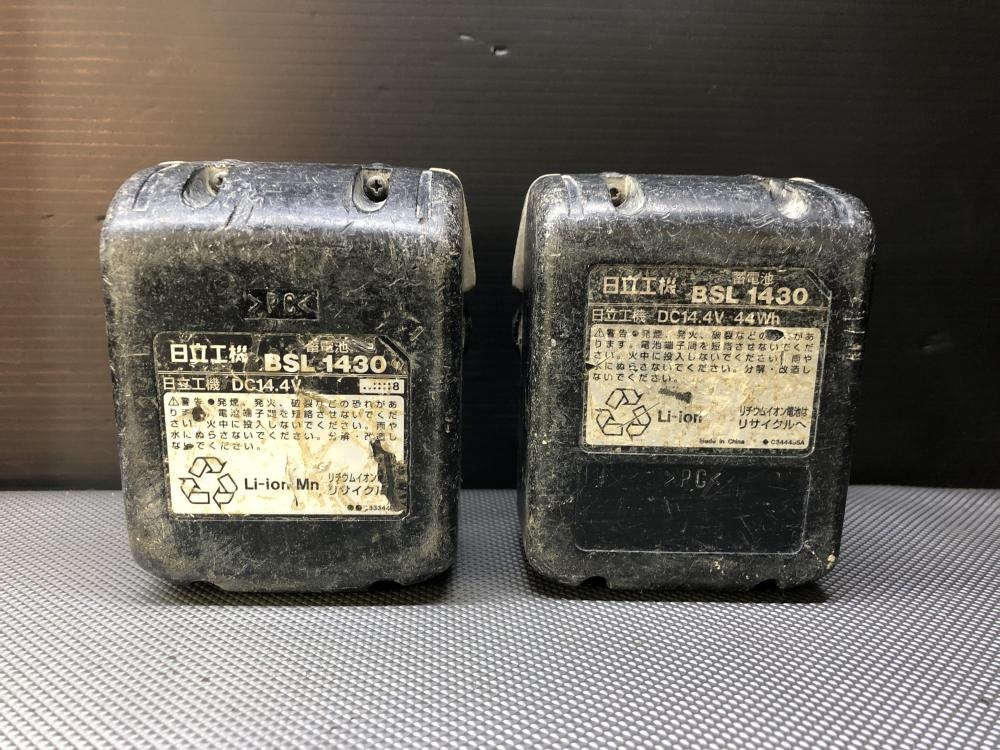 >PC<
日立工機 蓄電池
BSL 1430
日立工機 DC14.4V
8
⚠警告●発煙、発火、破裂などの恐れがあ
電池端子間を短絡させないでくだ
さい。火中に投入しないでください。雨や
水にぬらさないでください。分解・改造し
ないでください。
Li-ion Mn
リチウムイオン
リサイクル
日立工機 蓄電池
BSL 1430
日立工機 DC14.4V 44Wh
⚠警告●発煙、発火、破裂などの恐れがあ
ります。電池端子間を短絡させないでくだ
さい。火中に投入しないでください。雨や
水にぬらさないでください。分解・改造し
ないでください。
Li-ion
リチウムイオン電池は
リサイクルへ
Made in China
>PC<